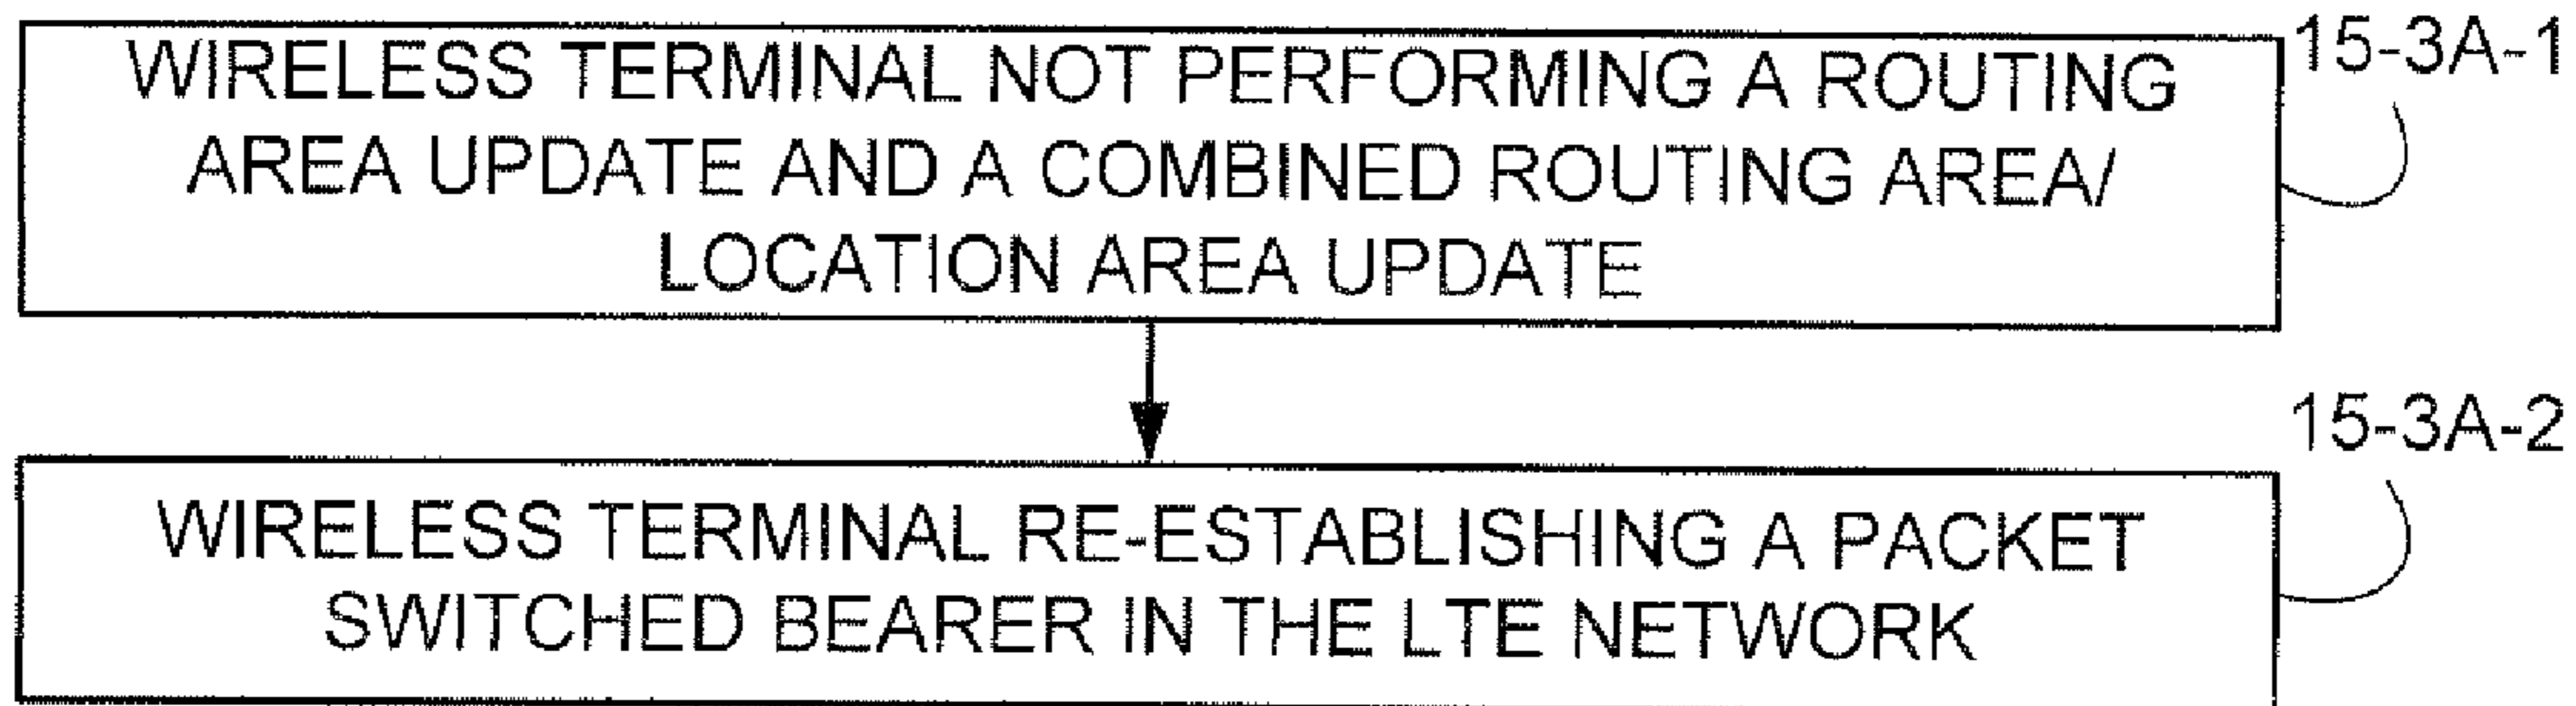 15-3A-1
WIRELESS TERMINAL NOT PERFORMING A ROUTING
AREA UPDATE AND A COMBINED ROUTING AREA/
LOCATION AREA UPDATE
15-3A-2
WIRELESS TERMINAL RE-ESTABLISHING A PACKET
SWITCHED BEARER IN THE LTE NETWORK